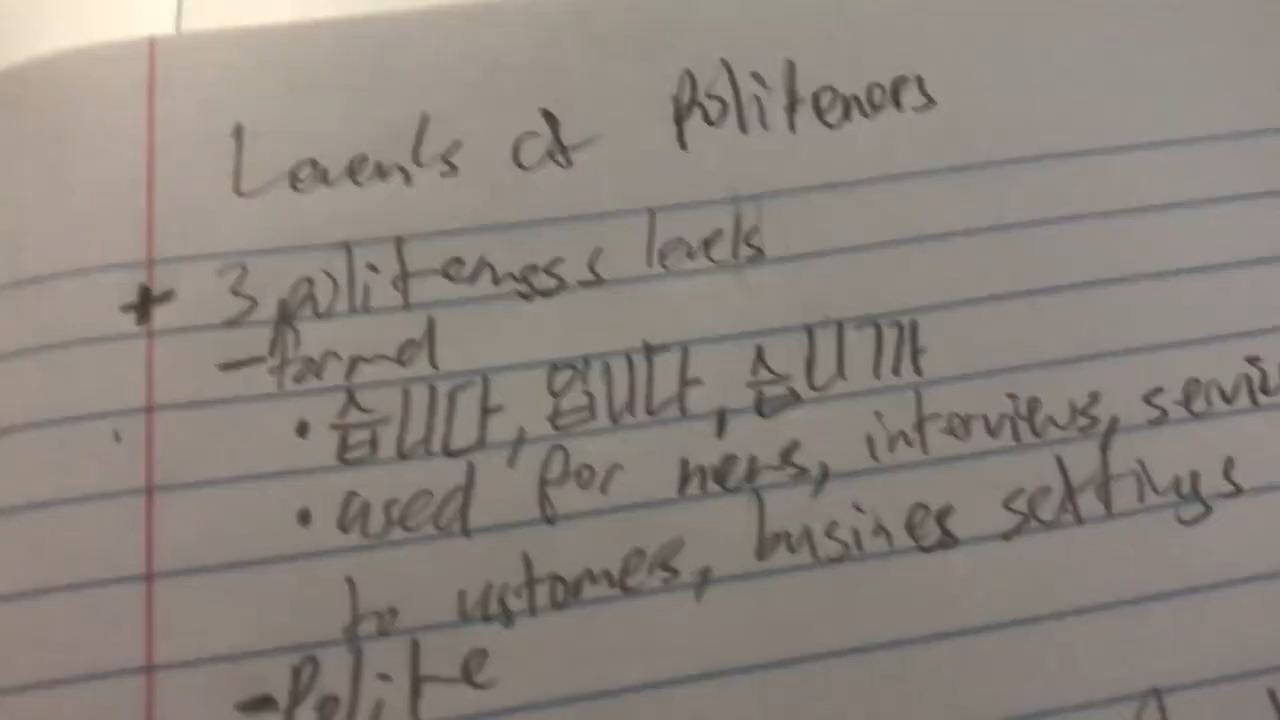 Levels of Politeness
+ 3 politeness levels
- formal
• 습니다, 입니다, 습니까
• used for news, interviews,
to customers, business settings
- Polite